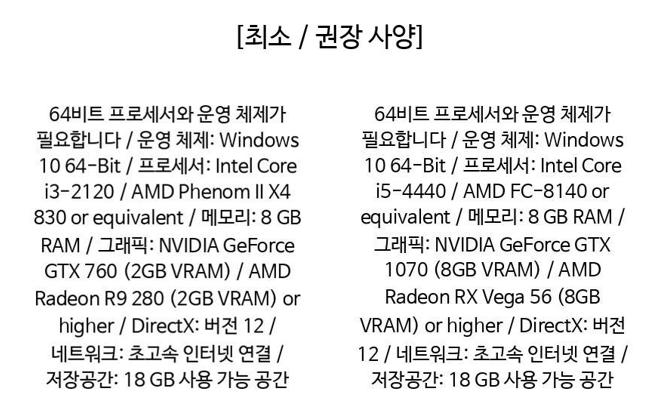 [최소 / 권장 사양]
64비트 프로세서와 운영 체제가
필요합니다 / 운영 체제: Windows
10 64-Bit / 프로세서: Intel Core
i3-2120 / AMD Phenom II X4
830 or equivalent / 메모리: 8 GB
RAM / 그래픽: NVIDIA GeForce
GTX 760 (2GB VRAM) / AMD
Radeon R9 280 (2GB VRAM) or
higher / DirectX: 버전 12 /
네트워크: 초고속 인터넷 연결 /
저장공간: 18 GB 사용 가능 공간
64비트 프로세서와 운영 체제가
필요합니다 / 운영 체제: Windows
10 64-Bit / 프로세서: Intel Core
i5-4440 / AMD FC-8140 or
equivalent / 메모리: 8 GB RAM /
그래픽: NVIDIA GeForce GTX
1070 (8GB VRAM) / AMD
Radeon RX Vega 56 (8GB
VRAM) or higher / DirectX: 버전
12 / 네트워크: 초고속 인터넷 연결 /
저장공간: 18 GB 사용 가능 공간